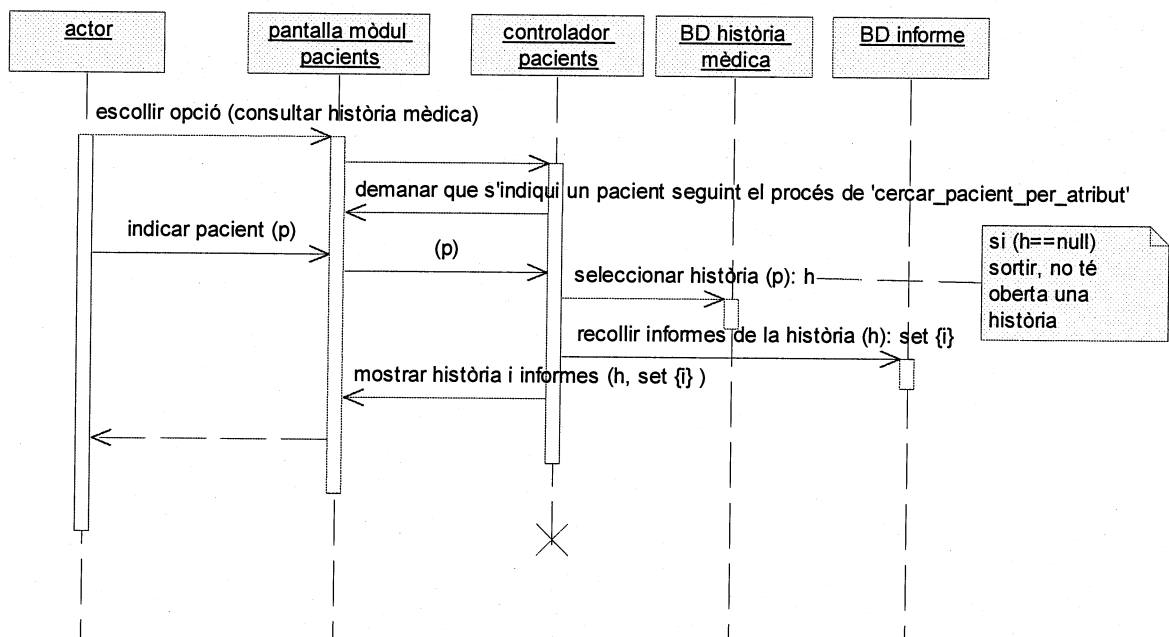 actor
pantalla mòdul
pacients
controlador
pacients
BD història
mèdica
BD informe
escollir opció (consultar història mèdica)
demanar que s'indiqui un pacient seguint el procés de 'cercar_pacient_per_atribut'
indicar pacient (p)
(p)
si (h==null)
sortir, no té
oberta una
història
seleccionar història (p): h
recollir informes de la història (h): set {i}
mostrar història i informes (h, set {i} )